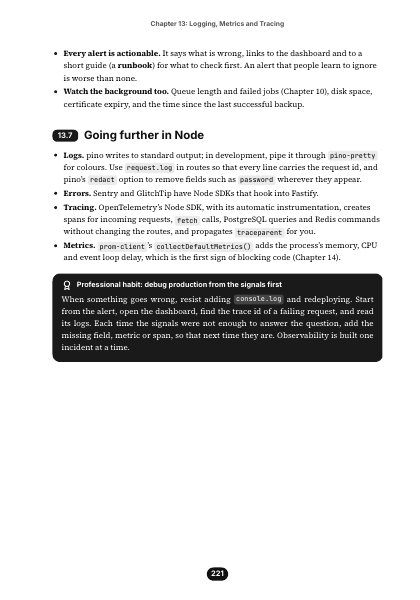 Chapter 13: Logging, Metrics and Tracing
• Every alert is actionable. It says what is wrong, links to the dashboard and to a
short guide (a runbook) for what to check first. An alert that people learn to ignore
is worse than none.
• Watch the background too. Queue length and failed jobs (Chapter 10), disk space,
certificate expiry, and the time since the last successful backup.
13.7 Going further in Node
• Logs. pino writes to standard output; in development, pipe it through pino-pretty
for colours. Use request.log in routes so that every line carries the request id, and
pino's redact option to remove fields such as password wherever they appear.
• Errors. Sentry and GlitchTip have Node SDKs that hook into Fastify.
• Tracing. OpenTelemetry's Node SDK, with its automatic instrumentation, creates
spans for incoming requests, fetch calls, PostgreSQL queries and Redis commands
without changing the routes, and propagates traceparent for you.
• Metrics. prom-client's collectDefaultMetrics() adds the process's memory, CPU
and event loop delay, which is the first sign of blocking code (Chapter 14).
Professional habit: debug production from the signals first
When something goes wrong, resist adding console.log and redeploying. Start
from the alert, open the dashboard, find the trace id of a failing request, and read
its logs. Each time the signals were not enough to answer the question, add the
missing field, metric or span, so that next time they are. Observability is built one
incident at a time.
221